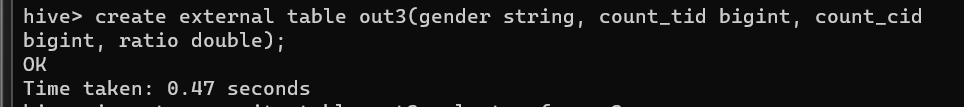 hive> create external table out3(gender string, count_tid bigint, count_cid
bigint, ratio double);
OK
Time taken: 0.47 seconds